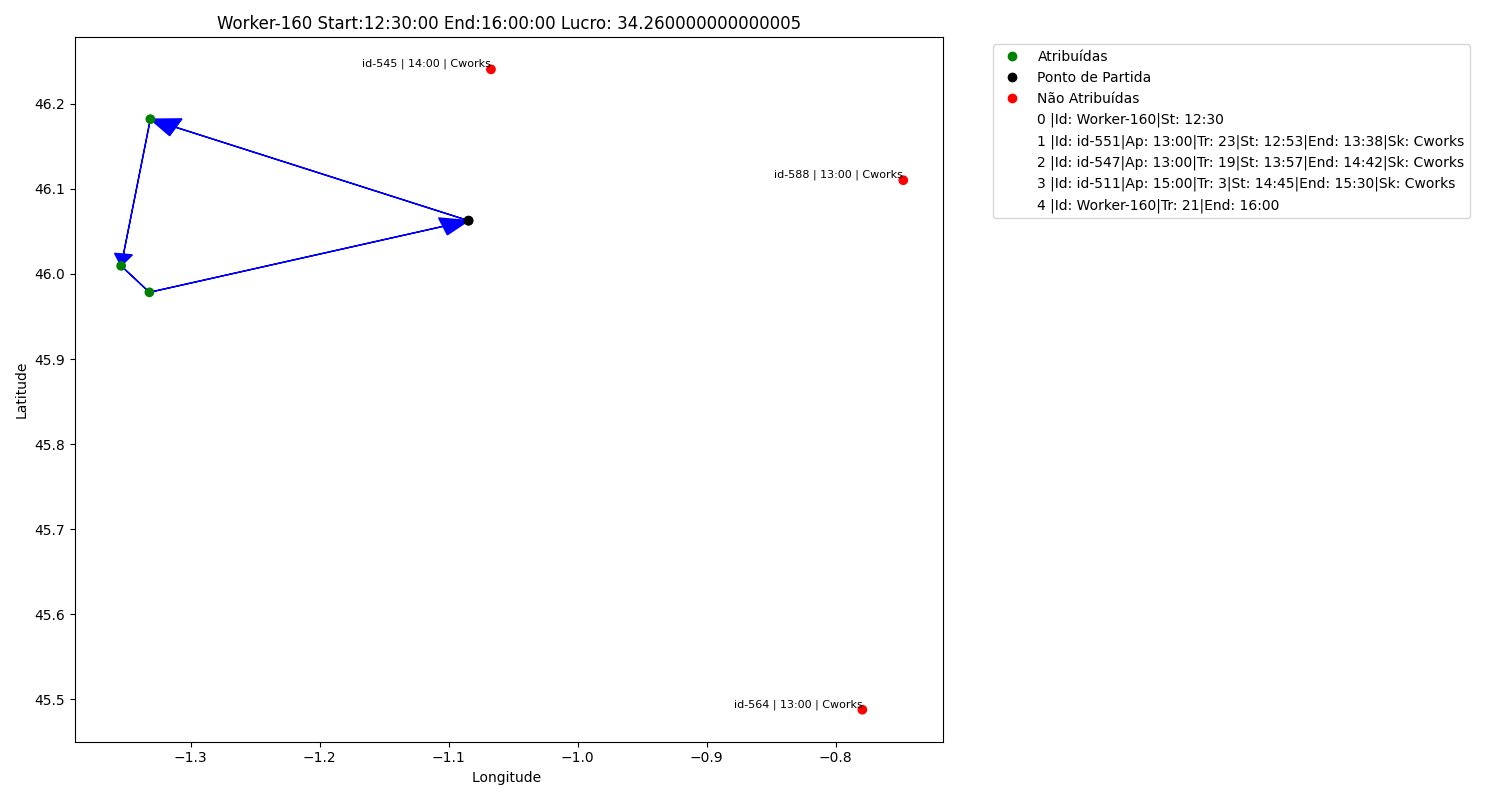 Worker-160 Start:12:30:00 End:16:00:00 Lucro: 34.260000000000005
id-545 | 14:00 | Cworks
id-588 | 13:00 | Cworks
id-564 | 13:00 | Cworks
46.2
46.1
46.0
45.9
45.8
45.7
45.6
45.5
Latitude
−1.3
−1.2
−1.1
−1.0
−0.9
−0.8
Longitude
Atribuídas
Ponto de Partida
Não Atribuídas
0 |Id: Worker-160|St: 12:30
1 |Id: id-551|Ap: 13:00|Tr: 23|St: 12:53|End: 13:38|Sk: Cworks
2 |Id: id-547|Ap: 13:00|Tr: 19|St: 13:57|End: 14:42|Sk: Cworks
3 |Id: id-511|Ap: 15:00|Tr: 3|St: 14:45|End: 15:30|Sk: Cworks
4 |Id: Worker-160|Tr: 21|End: 16:00